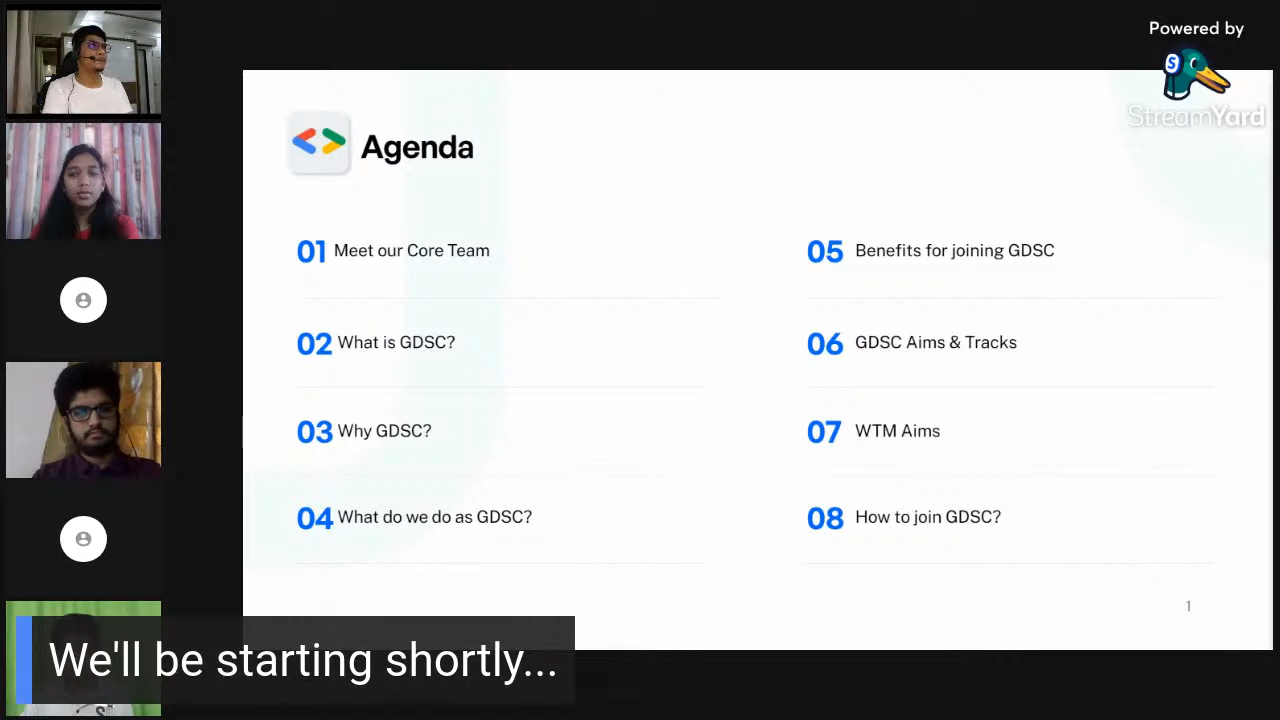 Powered by
StreamYard
Agenda
01 Meet our Core Team
02 What is GDSC?
03 Why GDSC?
04 What do we do as GDSC?
05 Benefits for joining GDSC
06 GDSC Aims & Tracks
07 WTM Aims
08 How to join GDSC?
1
We'll be starting shortly...